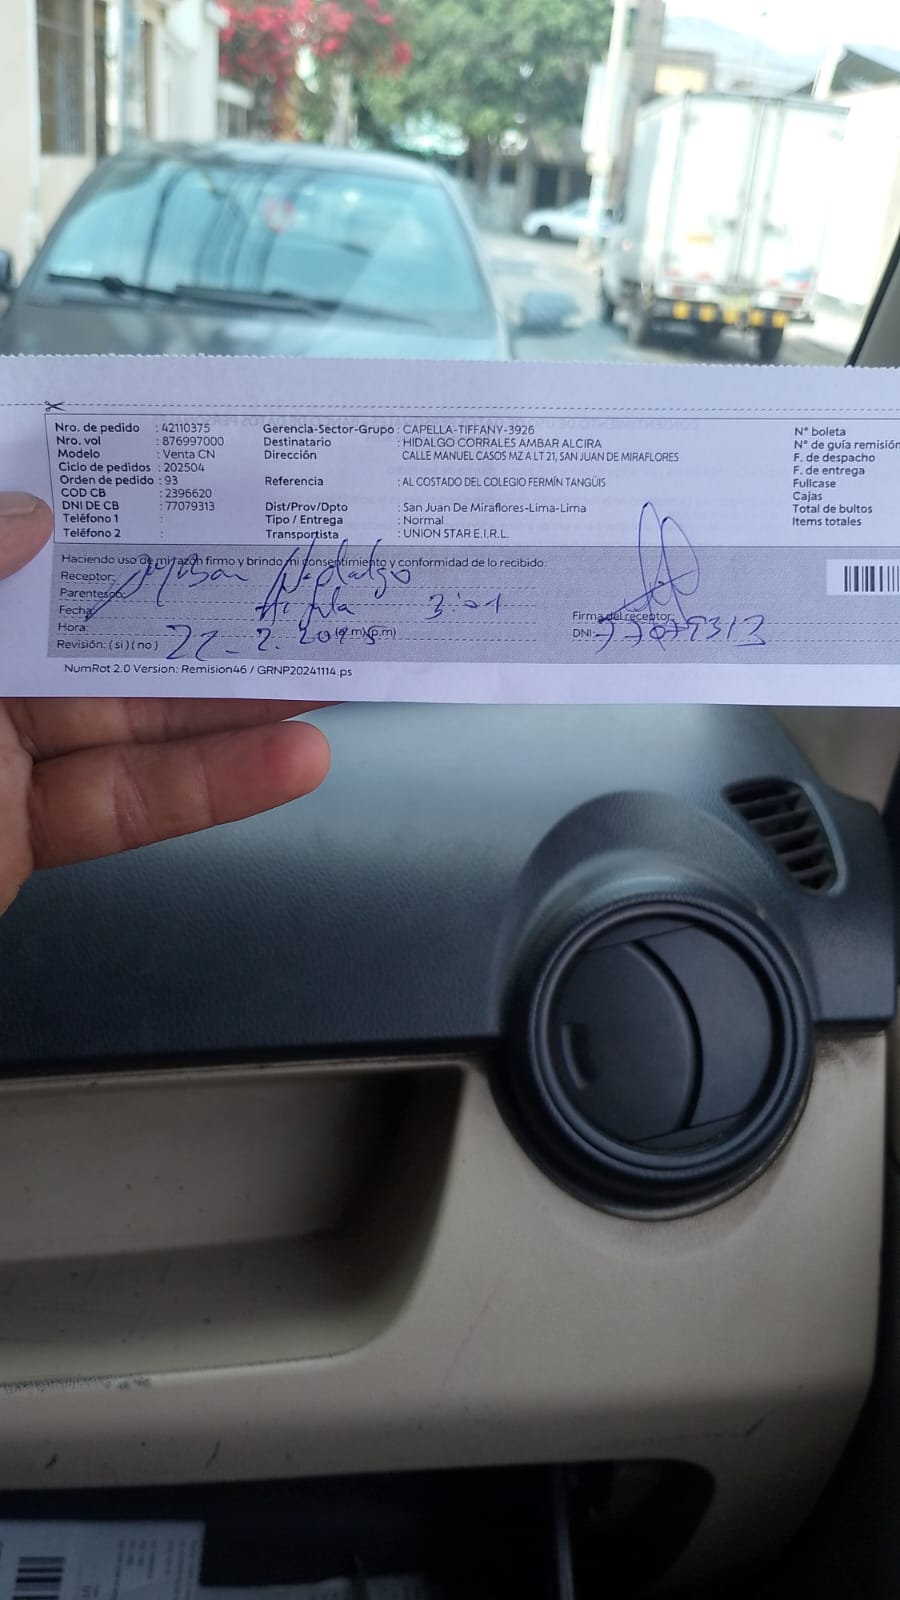 Nro. de pedido : 42110375 Gerencia-Sector-Grupo : CAPELLA-TIFFANY-3926 N° boleta
Nro. vol : 876997000 Destinatario : HIDALGO CORRALES AMBAR ALCIRA N° de guía remisión
Modelo : Venta CN Dirección CALLE MANUEL CASOS MZ A LT 21, SAN JUAN DE MIRAFLORES F. de despacho
Ciclo de pedidos : 202504 F. de entrega
Orden de pedido : 93 Referencia : AL COSTADO DEL COLEGIO FERMÍN TANGÜIS Fullcase
COD CB : 2396620 Cajas
DNI DE CB : 77079313 Dist/Prov/Dpto : San Juan De Miraflores-Lima-Lima Total de bultos
Teléfono 1 : Tipo / Entrega : Normal Items totales
Teléfono 2 : Transportista : UNION STAR E.I.R.L.
Haciendo uso de mi razón firmo y brindo mi consentimiento y conformidad de lo recibido:
Receptor: Hidalgo
Parentesco:
Fecha: 3:01
Firma del receptor:
Hora: (a.m)(p.m) DNI: 77079313
Revisión: ( si ) ( no ) 22-2.2025
NumRot 2.0 Version: Remision46 / GRNP20241114.ps